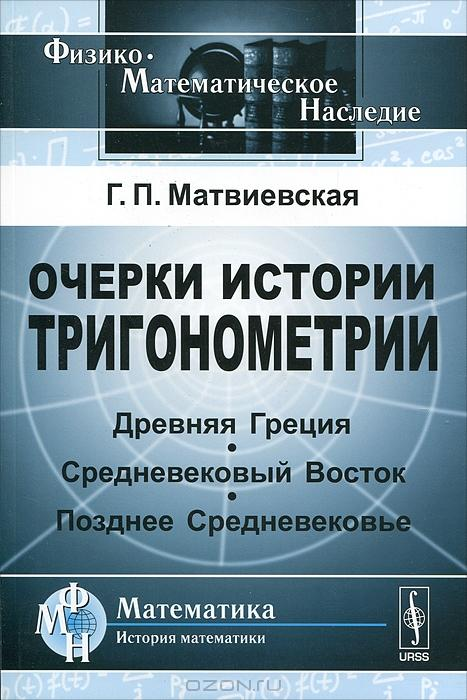 Физико·
Математическое
Наследие
Г. П. Матвиевская
ОЧЕРКИ ИСТОРИИ
ТРИГОНОМЕТРИИ
Древняя Греция
•
Средневековый Восток
•
Позднее Средневековье
Ф
М
Н
Математика
История математики
URSS
ozon.ru